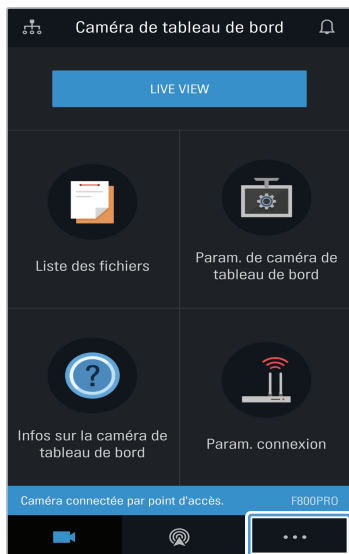 Caméra de tableau de bord
LIVE VIEW
Liste des fichiers
Param. de caméra de
tableau de bord
Infos sur la caméra de
tableau de bord
Param. connexion
Caméra connectée par point d'accès.
F800PRO